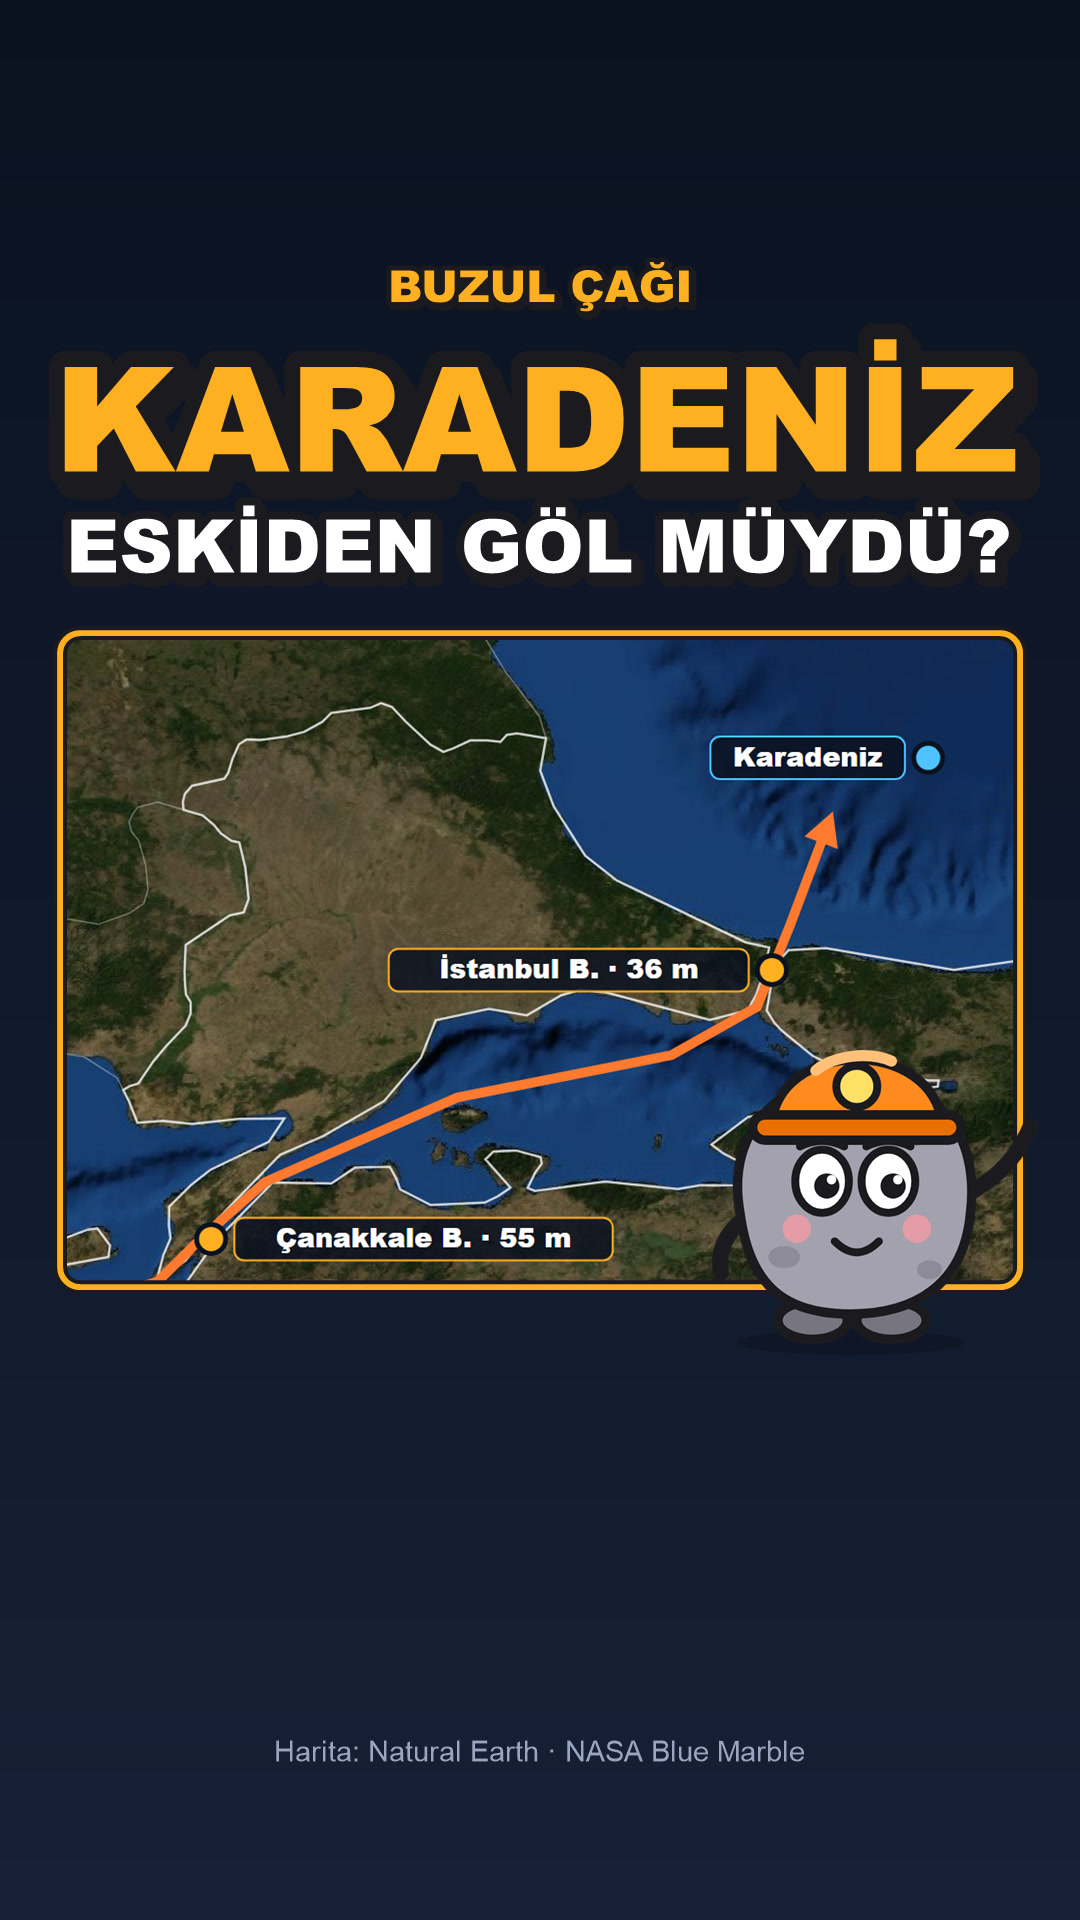 BUZUL ÇAĞI
KARADENİZ
ESKİDEN GÖL MÜYDÜ?
Karadeniz
İstanbul B. · 36 m
Çanakkale B. · 55 m
Harita: Natural Earth · NASA Blue Marble